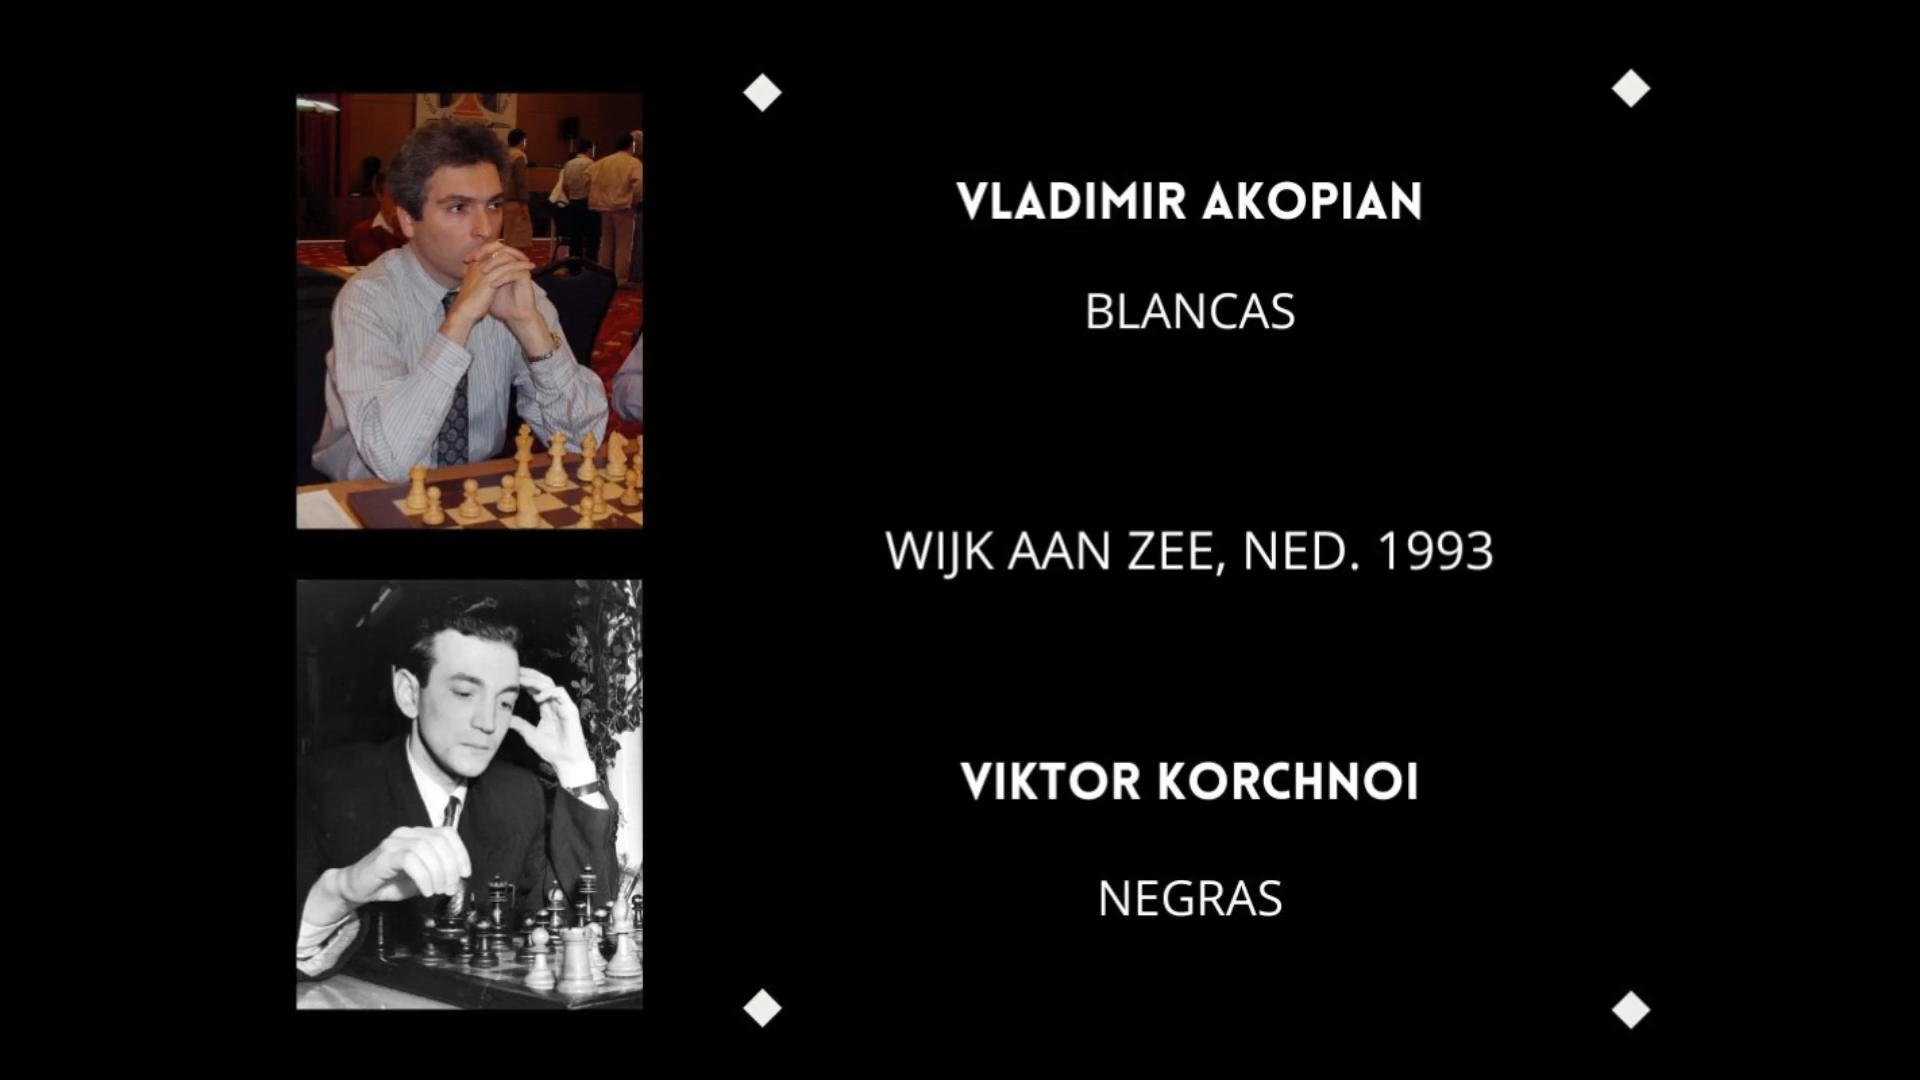 VLADIMIR AKOPIAN
BLANCAS
WIJK AAN ZEE, NED. 1993
VIKTOR KORCHNOI
NEGRAS